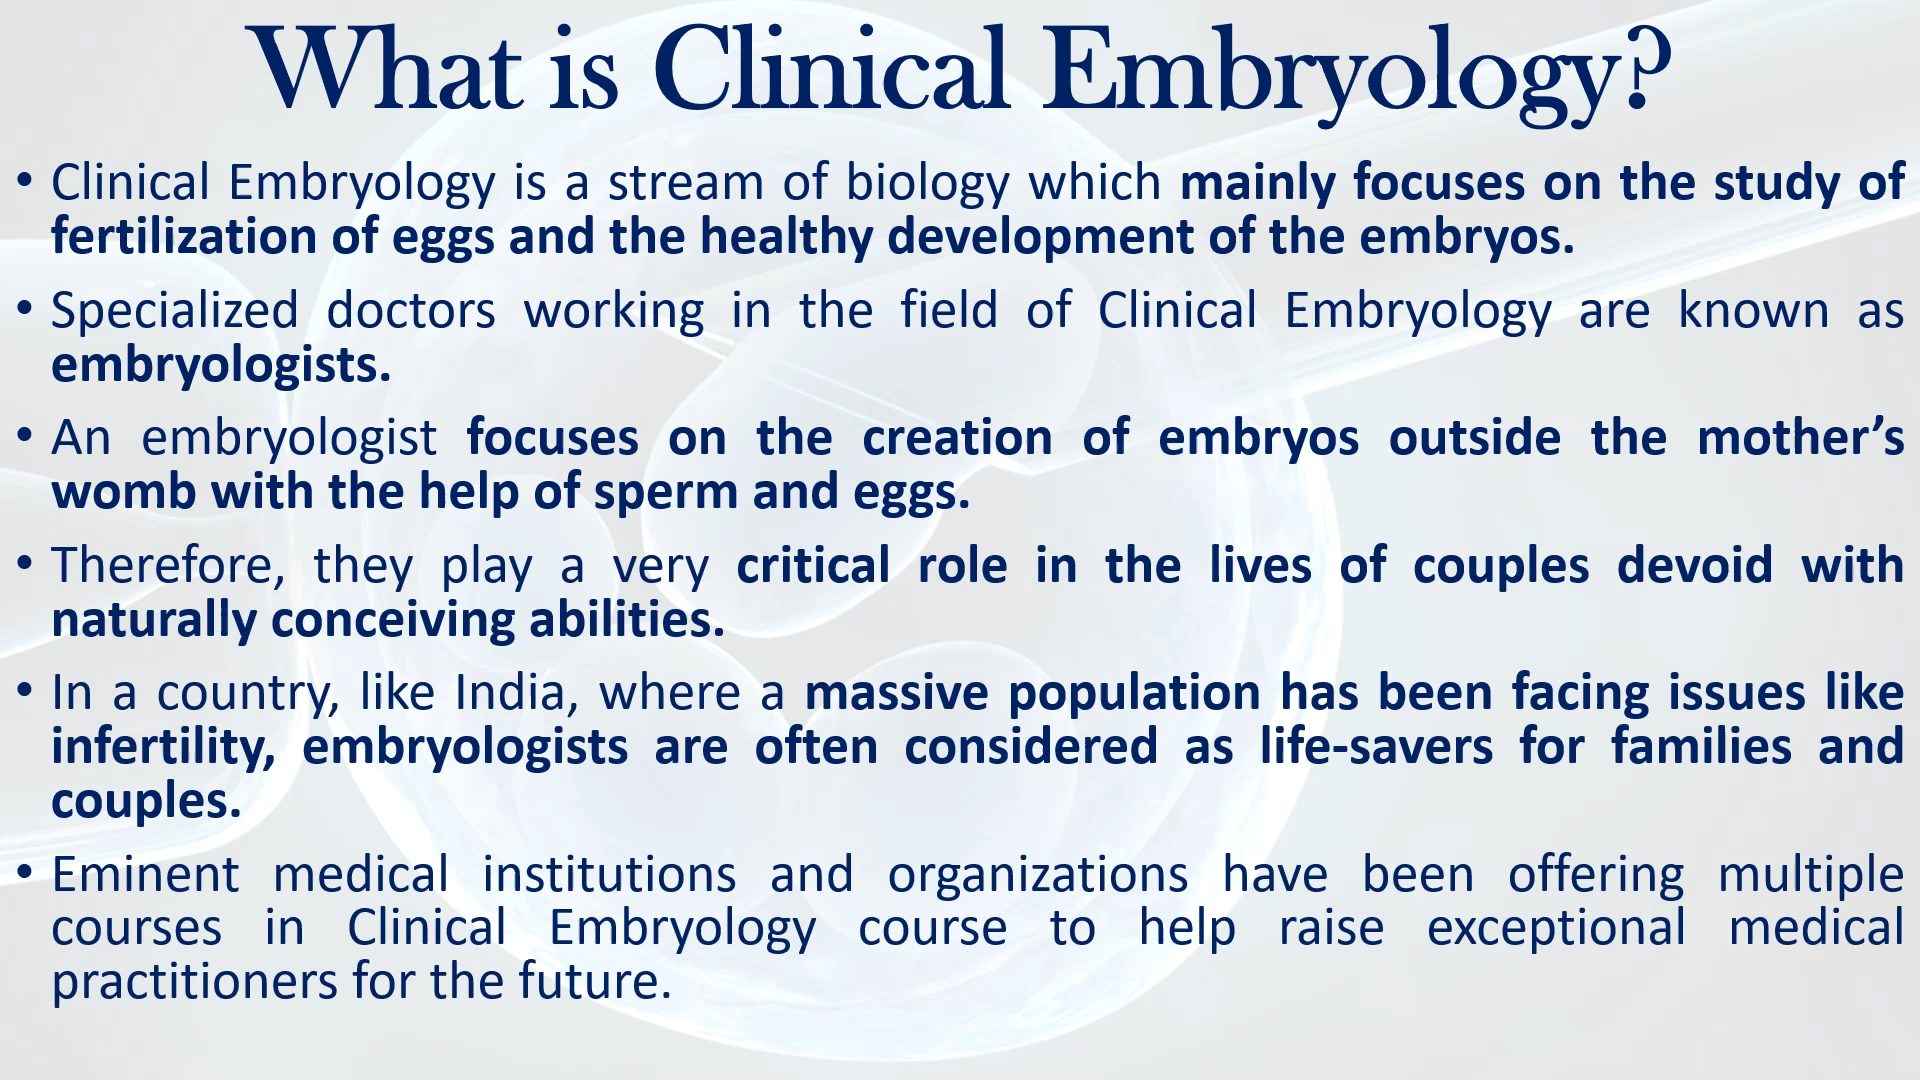 What is Clinical Embryology?
• Clinical Embryology is a stream of biology which mainly focuses on the study of
fertilization of eggs and the healthy development of the embryos.
• Specialized doctors working in the field of Clinical Embryology are known as
embryologists.
• An embryologist focuses on the creation of embryos outside the mother’s
womb with the help of sperm and eggs.
• Therefore, they play a very critical role in the lives of couples devoid with
naturally conceiving abilities.
• In a country, like India, where a massive population has been facing issues like
infertility, embryologists are often considered as life-savers for families and
couples.
• Eminent medical institutions and organizations have been offering multiple
courses in Clinical Embryology course to help raise exceptional medical
practitioners for the future.